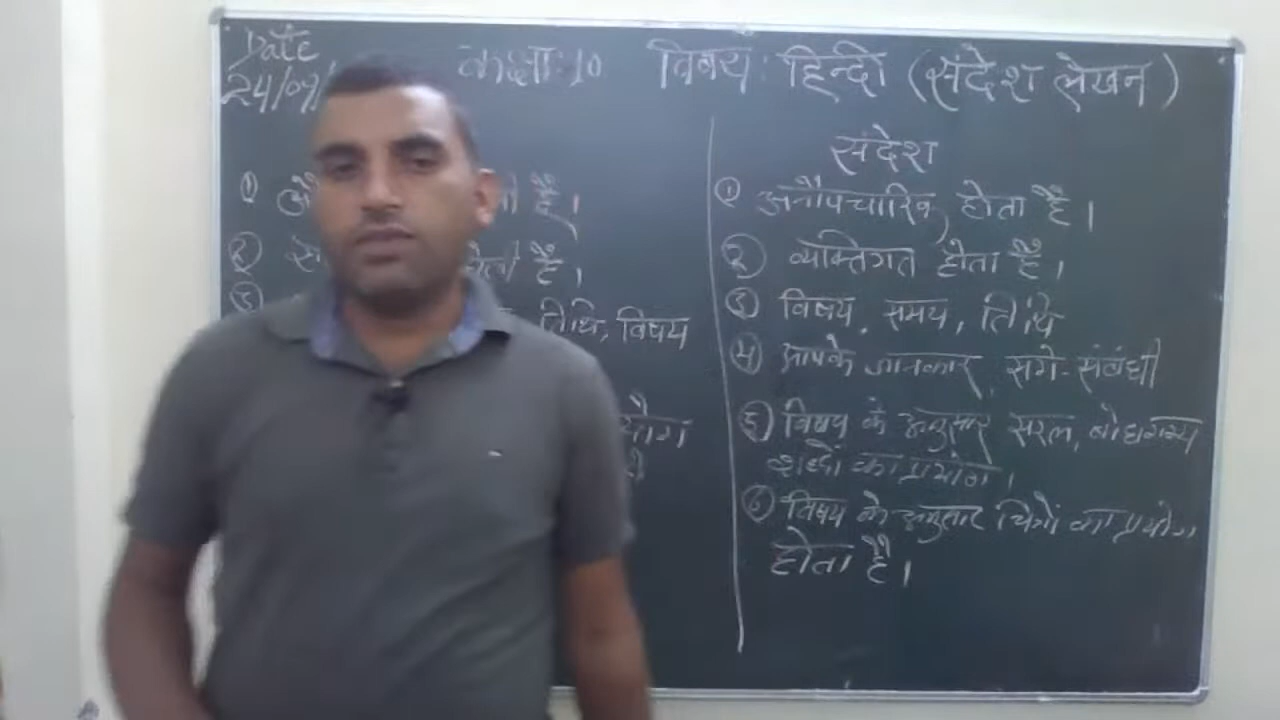 Date कक्षा:10 विषय: हिन्दी (संदेश लेखन)
24/09/
संदेश
① है।
② है।
③ तिथि, विषय
① अनौपचारिक होता है।
② व्यक्तिगत होता है।
③ विषय, समय, तिथि
④ आपके जानकार, सगे-संबंधी
⑤ विषय के अनुसार सरल, बोधगम्य
शब्दों का प्रयोग।
⑥ विषय के अनुसार चित्रों का प्रयोग
होता है।